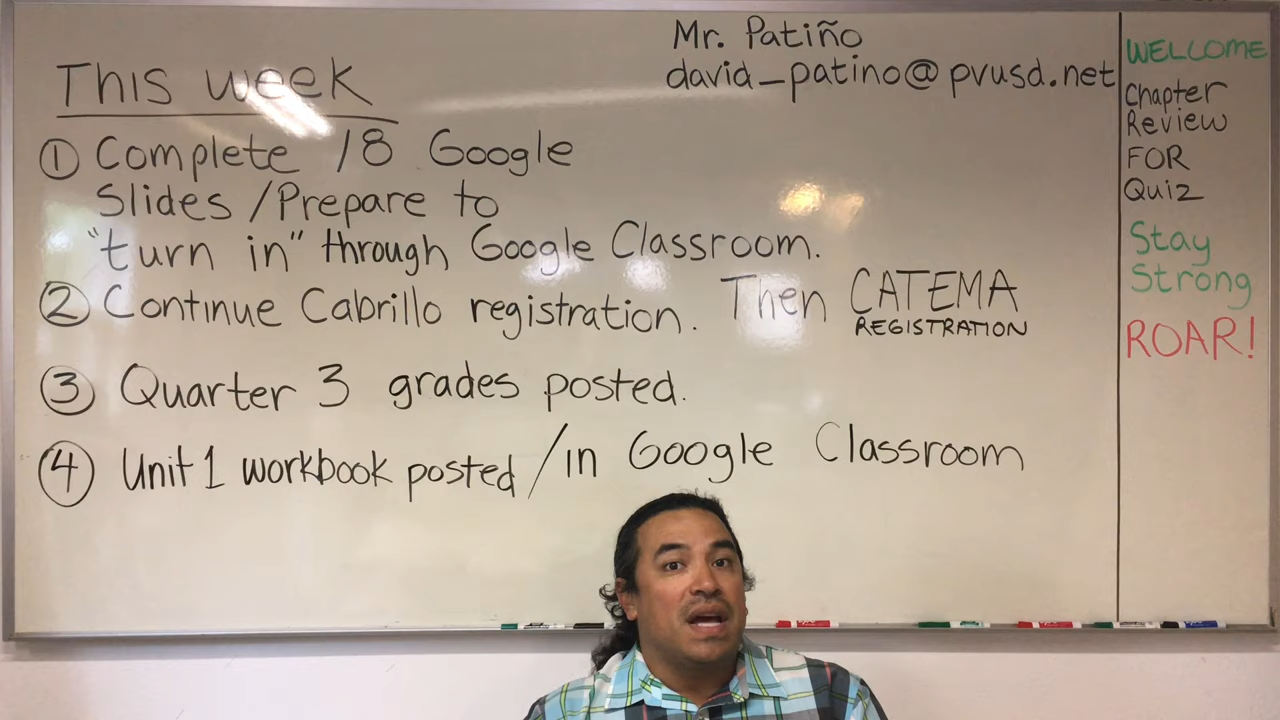 This week
Mr. Patiño
david_patino@pvusd.net
① Complete /8 Google
Slides /Prepare to
"turn in" through Google Classroom.
② Continue Cabrillo registration. Then CATEMA
REGISTRATION
③ Quarter 3 grades posted.
④ Unit 1 workbook posted / in Google Classroom
WELCOME
Chapter
Review
FOR
Quiz
Stay
Strong
ROAR!